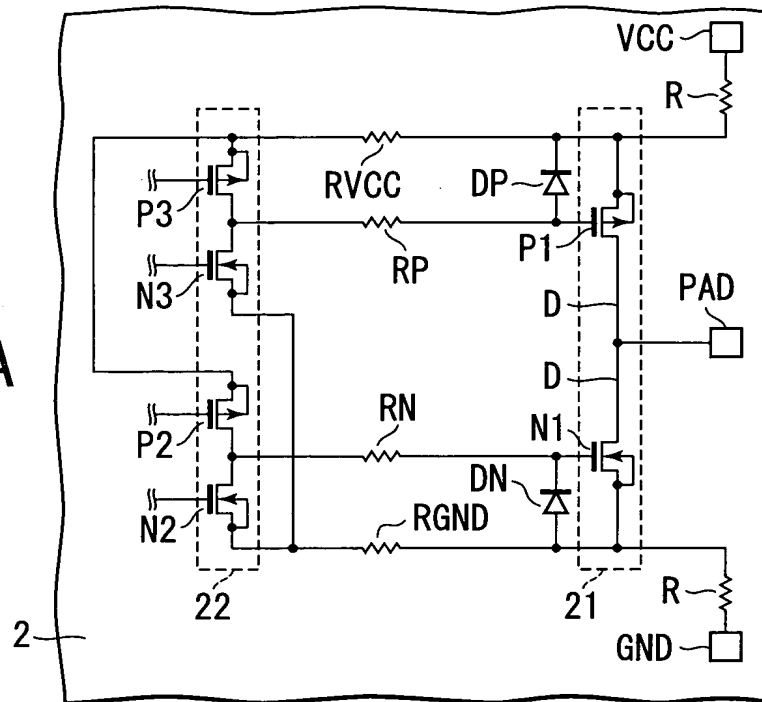 VCC
R
RVCC
DP
P3
RP
P1
N3
D
PAD
A
D
P2
RN
N1
N2
DN
RGND
22
21
R
2
GND